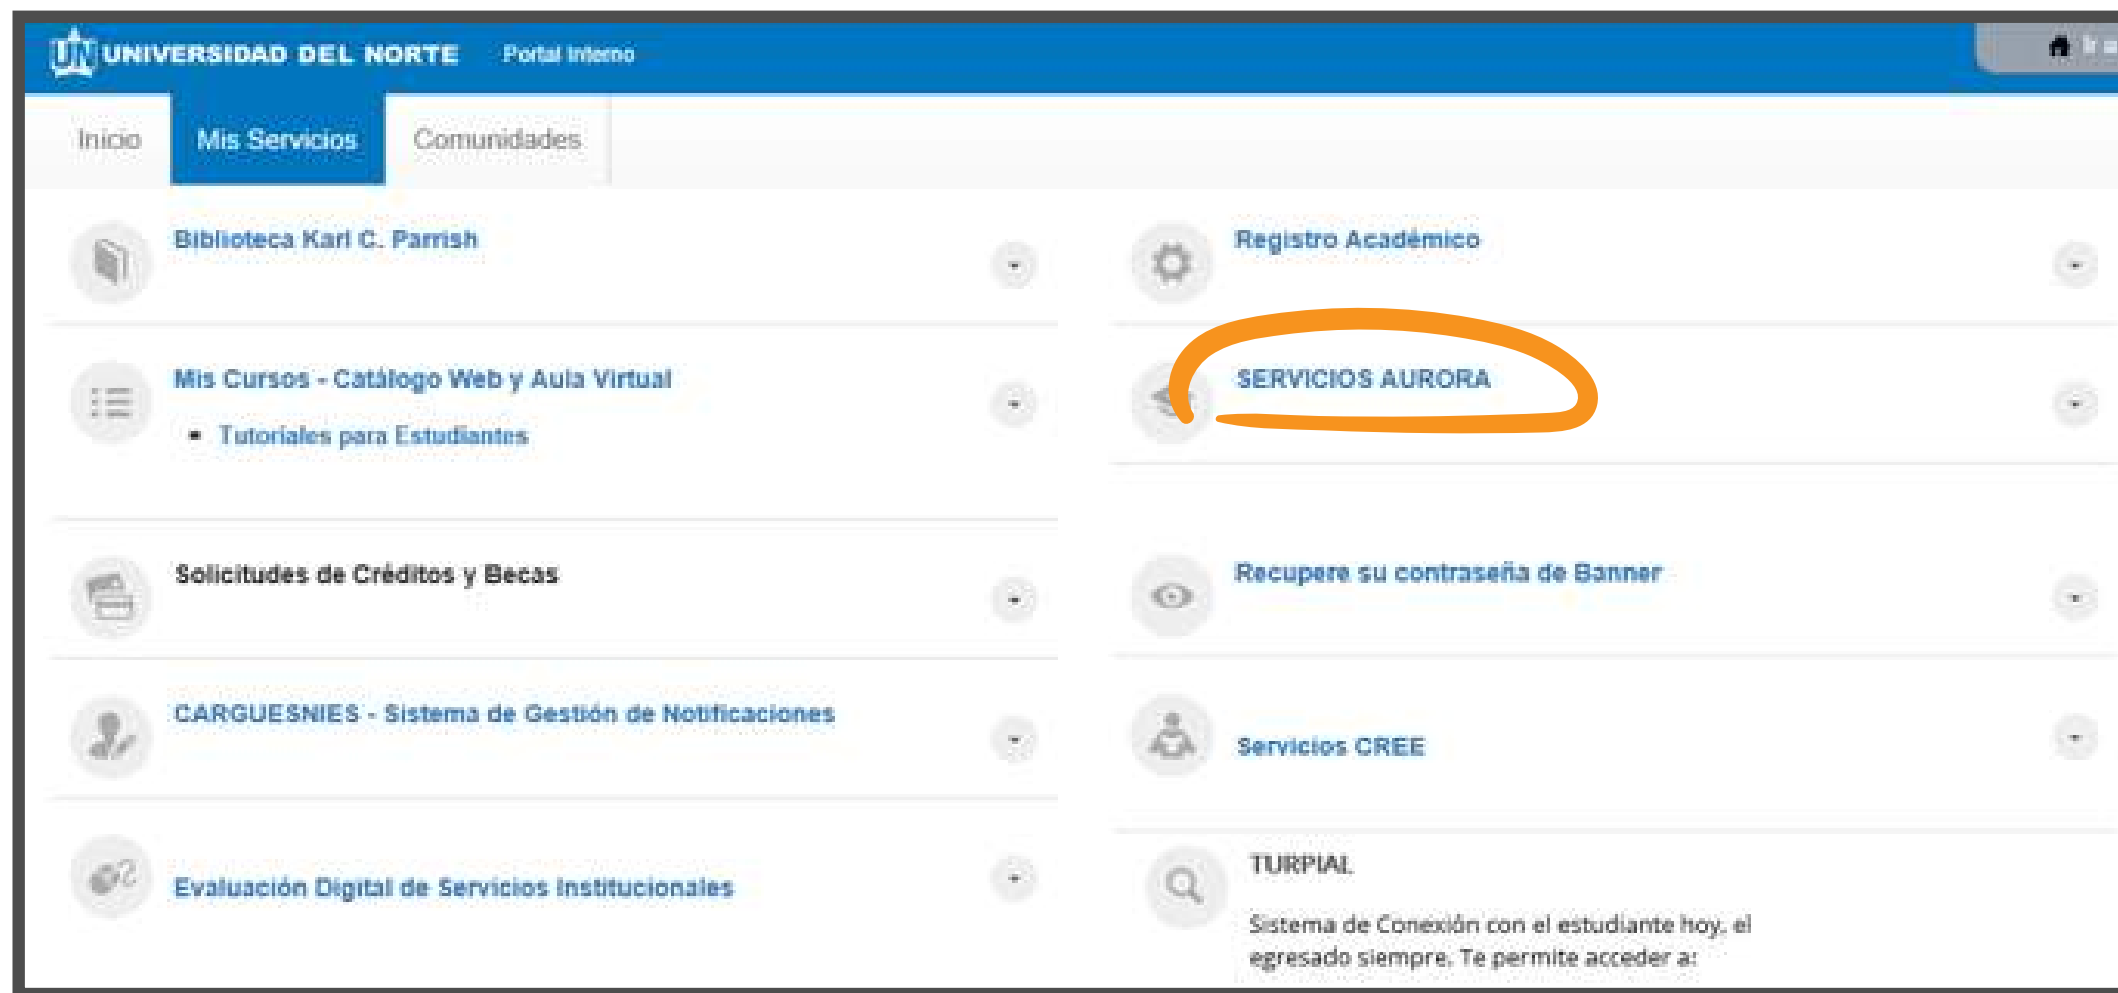 UN UNIVERSIDAD DEL NORTE Portal Interno
Ir a
Inicio Mis Servicios Comunidades
Biblioteca Karl C. Parrish
Mis Cursos - Catálogo Web y Aula Virtual
• Tutoriales para Estudiantes
Solicitudes de Créditos y Becas
CARGUESNIES - Sistema de Gestión de Notificaciones
Evaluación Digital de Servicios Institucionales
Registro Académico
SERVICIOS AURORA
Recupere su contraseña de Banner
Servicios CREE
TURPIAL
Sistema de Conexión con el estudiante hoy, el
egresado siempre. Te permite acceder a: